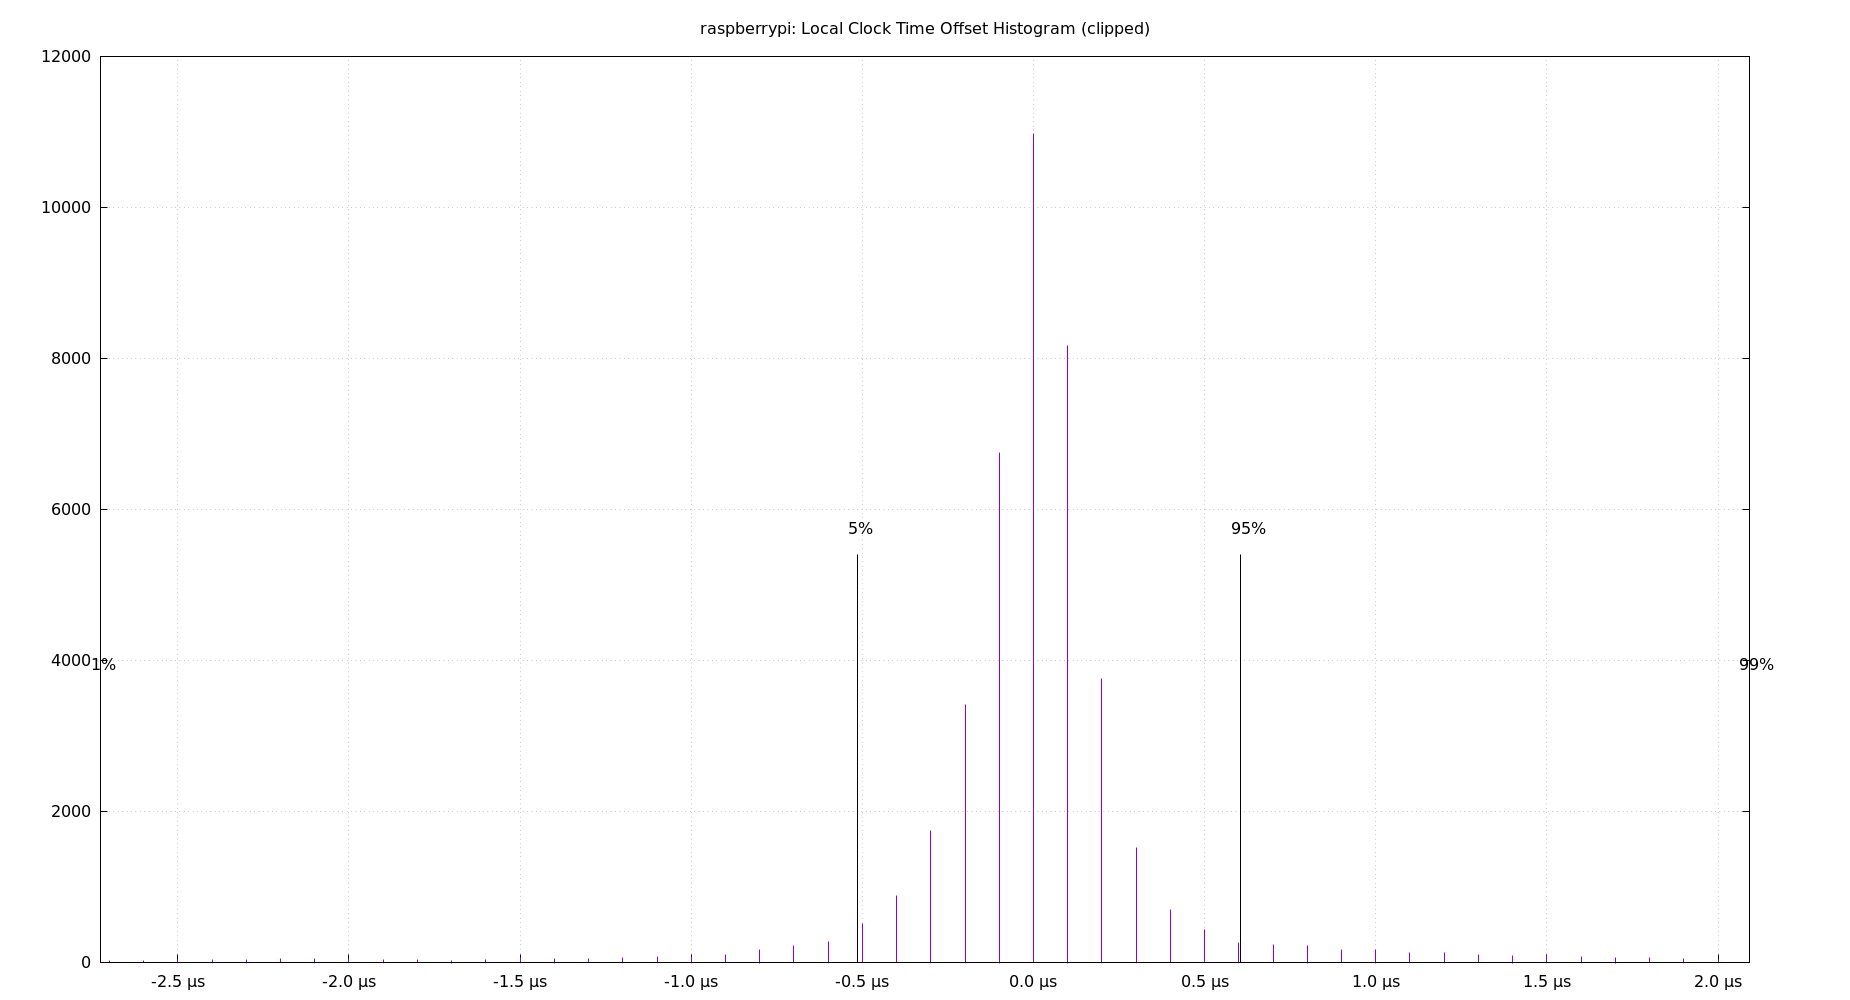 raspberrypi: Local Clock Time Offset Histogram (clipped)
12000
10000
8000
6000
5%
95%
4000
1%
99%
2000
0
-2.5 µs
-2.0 µs
-1.5 µs
-1.0 µs
-0.5 µs
0.0 µs
0.5 µs
1.0 µs
1.5 µs
2.0 µs